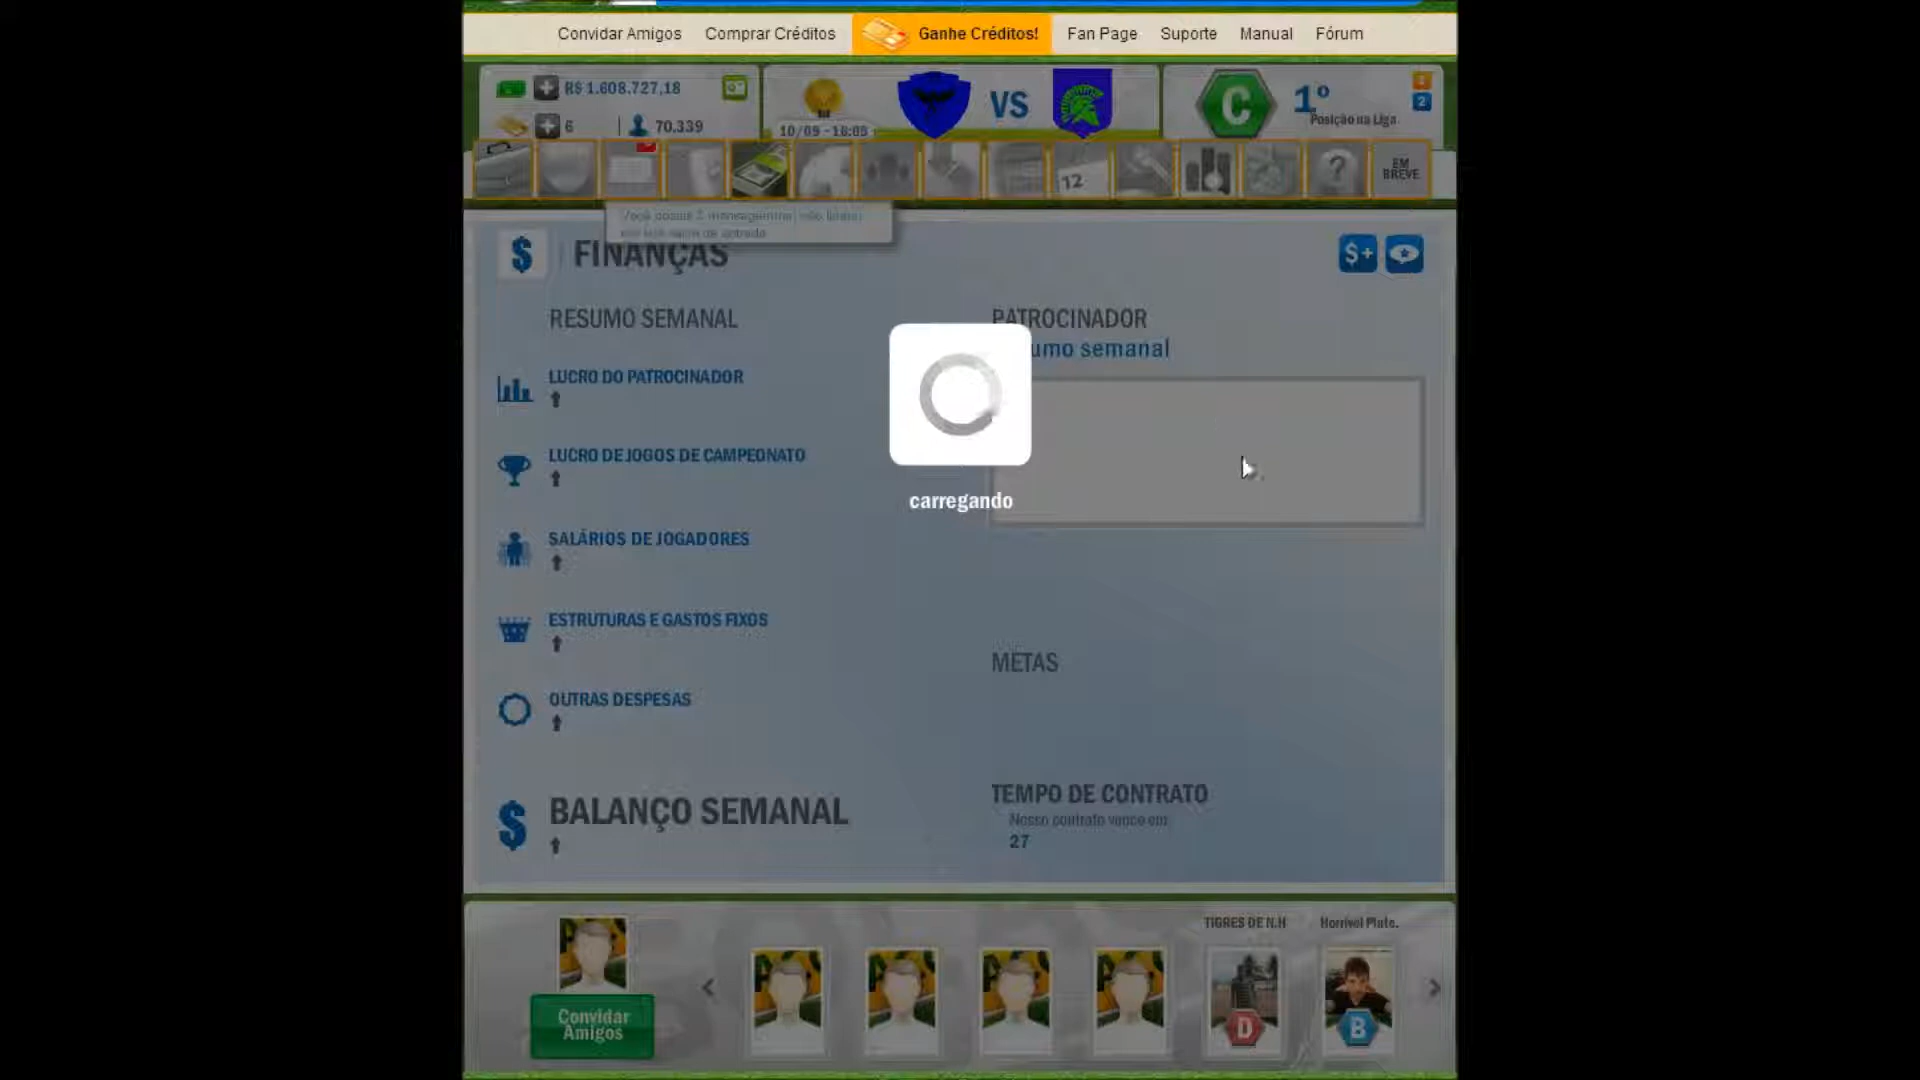 Convidar Amigos Comprar Créditos Ganhe Créditos! Fan Page Suporte Manual Fórum
R$ 1.608.727,18
6 70.339
10/09 - 16:05
VS
C 1º
Posição na Liga
2
12
?
EM
BREVE
$ FINANÇAS
$+
RESUMO SEMANAL
PATROCINADOR
umo semanal
LUCRO DO PATROCINADOR
LUCRO DE JOGOS DE CAMPEONATO
carregando
SALÁRIOS DE JOGADORES
ESTRUTURAS E GASTOS FIXOS
METAS
OUTRAS DESPESAS
$ BALANÇO SEMANAL
TEMPO DE CONTRATO
Nosso contrato vence em:
27
TIGRES DE N.H Horrivel Plate.
Convidar
Amigos
D
B